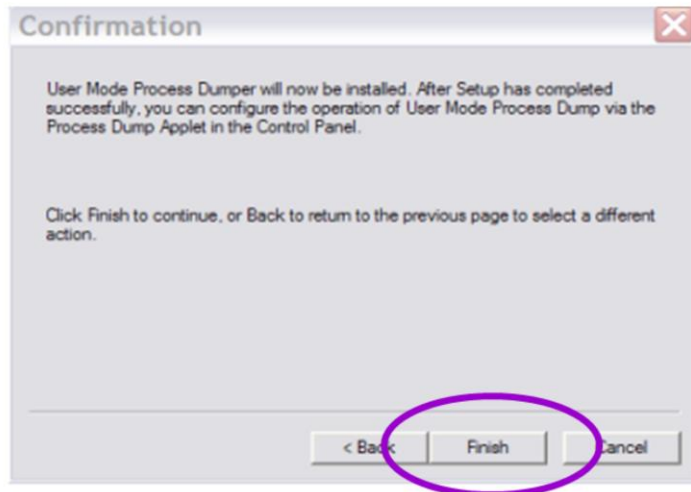 Confirmation
User Mode Process Dumper will now be installed. After Setup has completed
successfully, you can configure the operation of User Mode Process Dump via the
Process Dump Applet in the Control Panel.
Click Finish to continue, or Back to return to the previous page to select a different
action.
< Back
Finish
Cancel